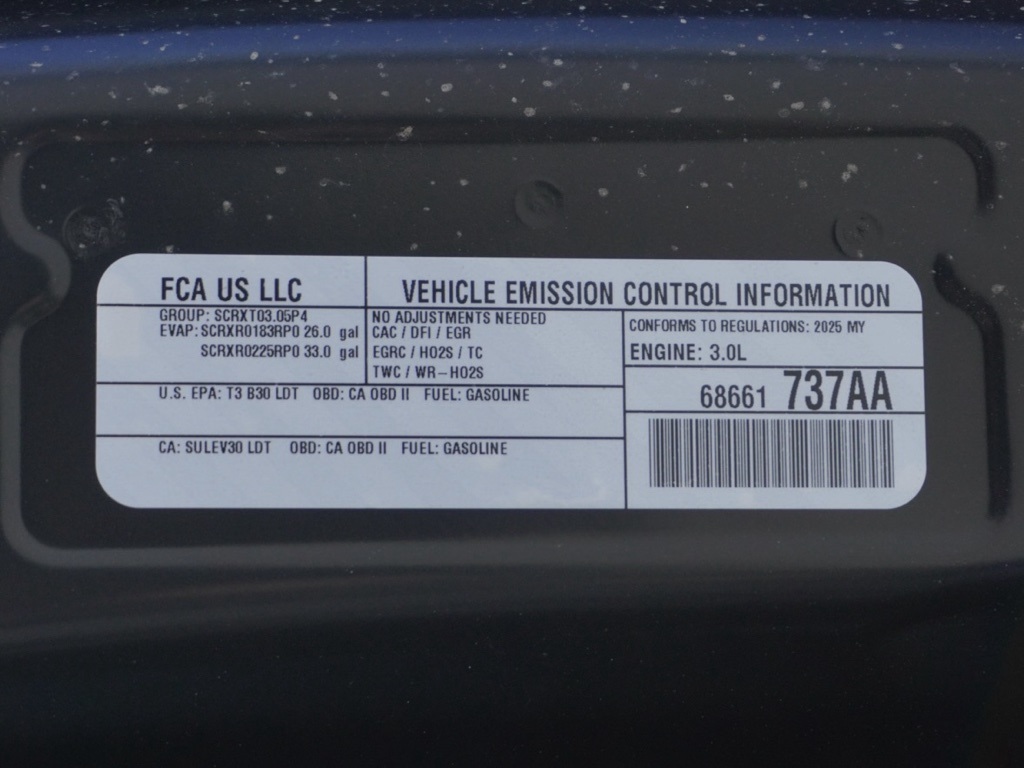 FCA US LLC
VEHICLE EMISSION CONTROL INFORMATION
GROUP: SCRXT03.05P4
EVAP: SCRXR0183RP0 26.0 gal
SCRXR0225RP0 33.0 gal
NO ADJUSTMENTS NEEDED
CAC / DFI / EGR
EGRC / HO2S / TC
TWC / WR-HO2S
CONFORMS TO REGULATIONS: 2025 MY
ENGINE: 3.0L
U.S. EPA: T3 B30 LDT OBD: CA OBD II FUEL: GASOLINE
68661 737AA
CA: SULEV30 LDT OBD: CA OBD II FUEL: GASOLINE